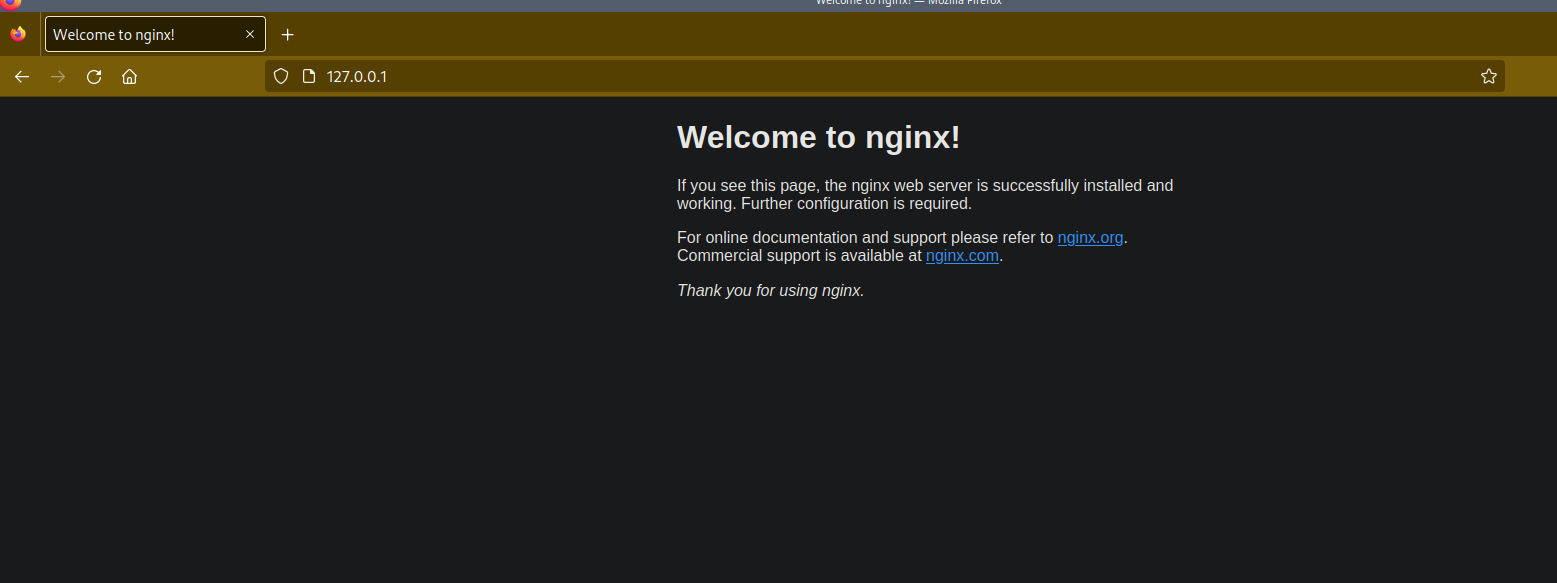 Welcome to nginx! — Mozilla Firefox
Welcome to nginx!
127.0.0.1
Welcome to nginx!
If you see this page, the nginx web server is successfully installed and
working. Further configuration is required.
For online documentation and support please refer to nginx.org.
Commercial support is available at nginx.com.
Thank you for using nginx.